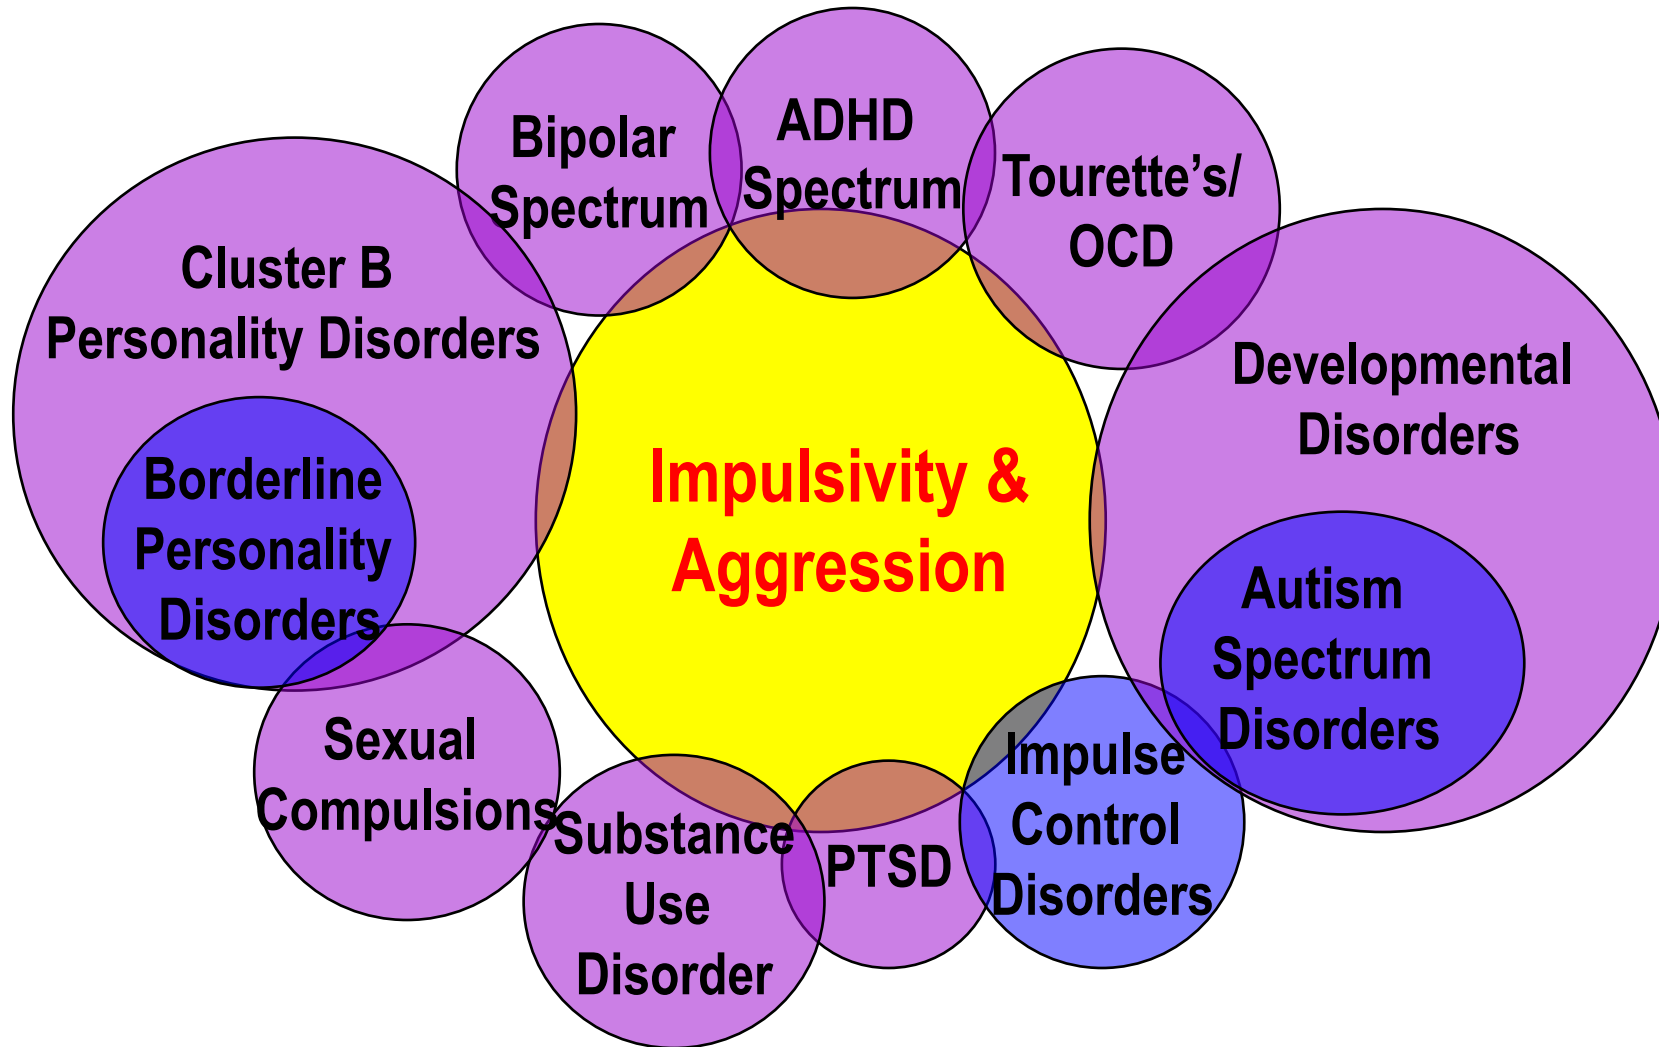 Bipolar
Spectrum
ADHD
Spectrum
Tourette’s/
OCD
Cluster B
Personality Disorders
Developmental
Disorders
Borderline
Personality
Disorders
Impulsivity &
Aggression
Autism
Spectrum
Disorders
Sexual
Compulsions
Substance
Use
Disorder
PTSD
Impulse
Control
Disorders